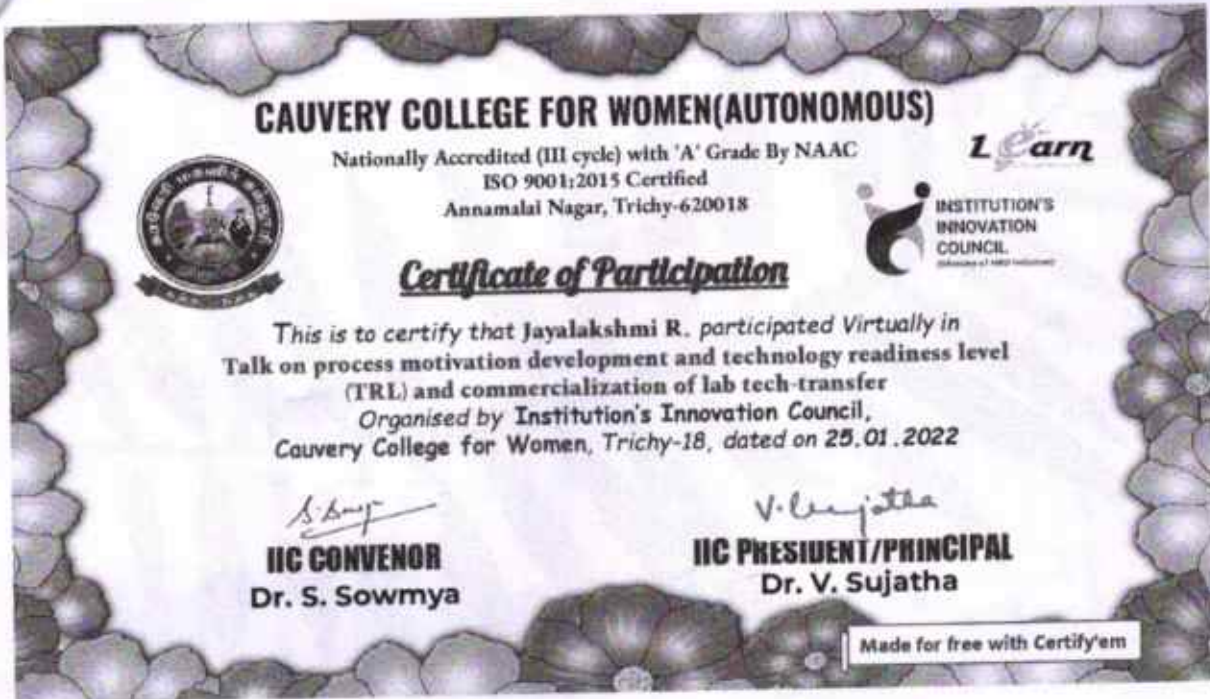 CAUVERY COLLEGE FOR WOMEN(AUTONOMOUS)
Nationally Accredited (III cycle) with 'A' Grade By NAAC
ISO 9001:2015 Certified
Annamalai Nagar, Trichy-620018
Learn
INSTITUTION'S
INNOVATION
COUNCIL
Certificate of Participation
This is to certify that Jayalakshmi R. participated Virtually in
Talk on process motivation development and technology readiness level
(TRL) and commercialization of lab tech-transfer
Organised by Institution's Innovation Council,
Cauvery College for Women, Trichy-18, dated on 25.01.2022
V. Sujatha
IIC CONVENOR
Dr. S. Sowmya
IIC PRESIDENT/PRINCIPAL
Dr. V. Sujatha
Made for free with Certify'em